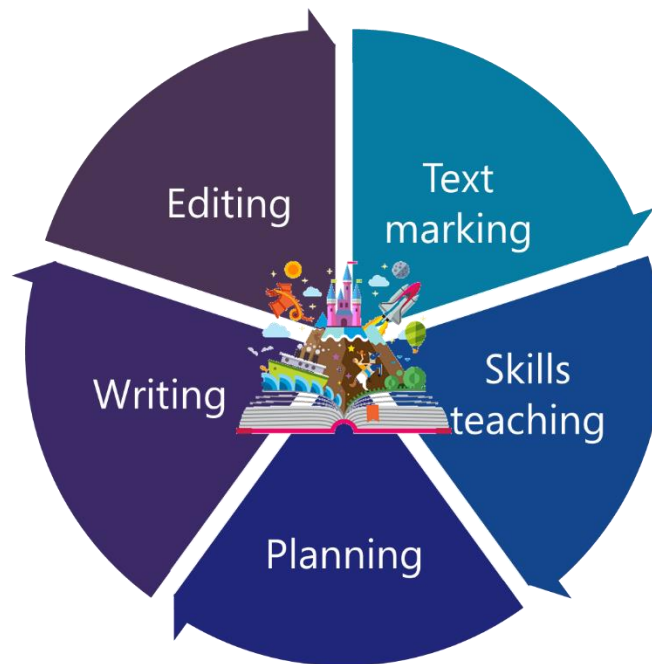 Text
marking
Skills
teaching
Planning
Writing
Editing